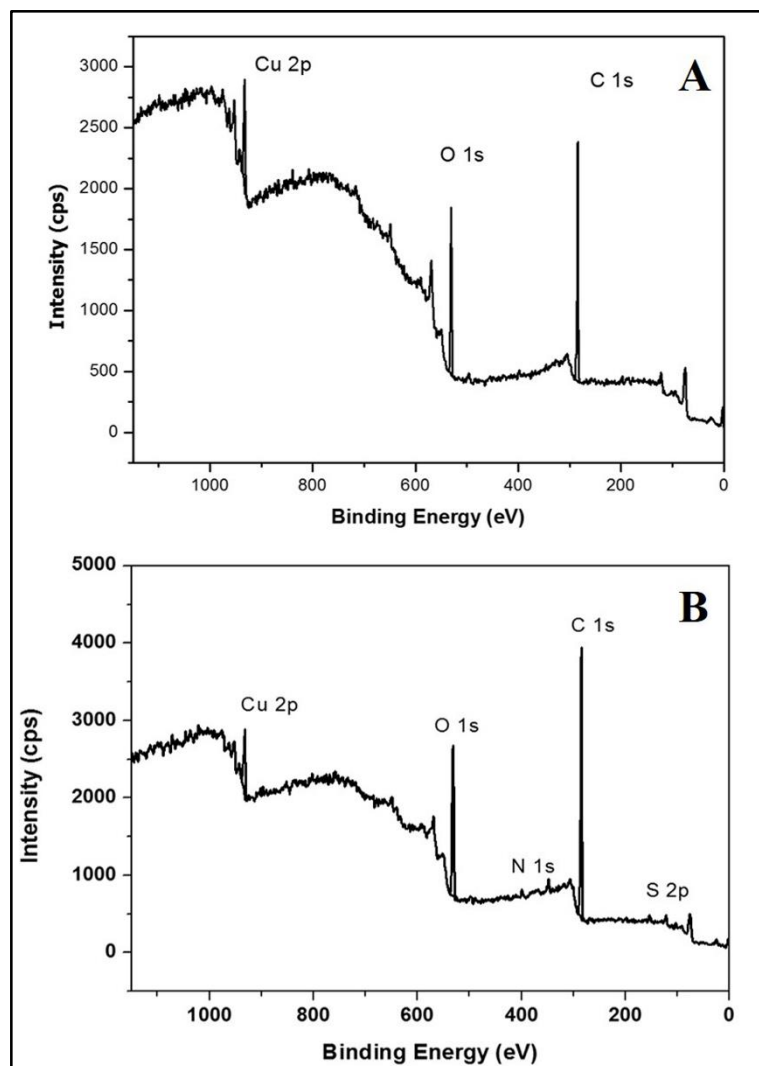 A
Cu 2p
C 1s
O 1s
3000
2500
2000
1500
1000
500
0
Intensity (cps)
1000 800 600 400 200 0
Binding Energy (eV)
B
C 1s
Cu 2p
O 1s
N 1s
S 2p
5000
4000
3000
2000
1000
0
Intensity (cps)
1000 800 600 400 200 0
Binding Energy (eV)